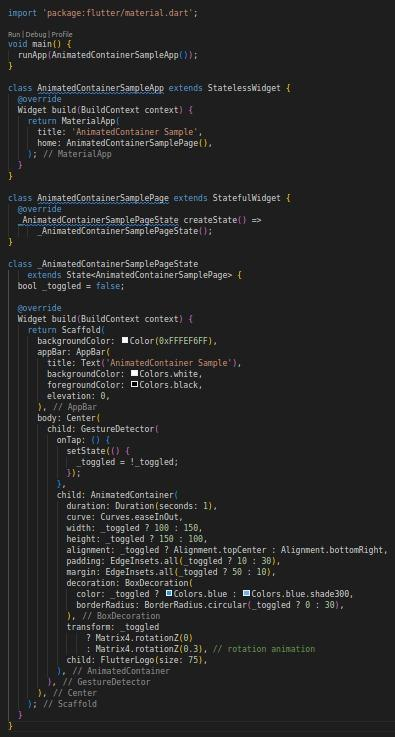 import 'package:flutter/material.dart';
Run | Debug | Profile
void main() {
  runApp(AnimatedContainerSampleApp());
}
class AnimatedContainerSampleApp extends StatelessWidget {
  @override
  Widget build(BuildContext context) {
    return MaterialApp(
      title: 'AnimatedContainer Sample',
      home: AnimatedContainerSamplePage(),
    ); // MaterialApp
  }
}
class AnimatedContainerSamplePage extends StatefulWidget {
  @override
  _AnimatedContainerSamplePageState createState() =>
      _AnimatedContainerSamplePageState();
}
class _AnimatedContainerSamplePageState
    extends State<AnimatedContainerSamplePage> {
  bool _toggled = false;
  @override
  Widget build(BuildContext context) {
    return Scaffold(
      backgroundColor: Color(0xFFFEF6FF),
      appBar: AppBar(
        title: Text('AnimatedContainer Sample'),
        backgroundColor: Colors.white,
        foregroundColor: Colors.black,
        elevation: 0,
      ), // AppBar
      body: Center(
        child: GestureDetector(
          onTap: () {
            setState(() {
              _toggled = !_toggled;
            });
          },
          child: AnimatedContainer(
            duration: Duration(seconds: 1),
            curve: Curves.easeInOut,
            width: _toggled ? 100 : 150,
            height: _toggled ? 150 : 100,
            alignment: _toggled ? Alignment.topCenter : Alignment.bottomRight,
            padding: EdgeInsets.all(_toggled ? 10 : 30),
            margin: EdgeInsets.all(_toggled ? 50 : 10),
            decoration: BoxDecoration(
              color: _toggled ? Colors.blue : Colors.blue.shade300,
              borderRadius: BorderRadius.circular(_toggled ? 0 : 30),
            ), // BoxDecoration
            transform: _toggled
                ? Matrix4.rotationZ(0)
                : Matrix4.rotationZ(0.3), // rotation animation
            child: FlutterLogo(size: 75),
          ), // AnimatedContainer
        ), // GestureDetector
      ), // Center
    ); // Scaffold
  }
}